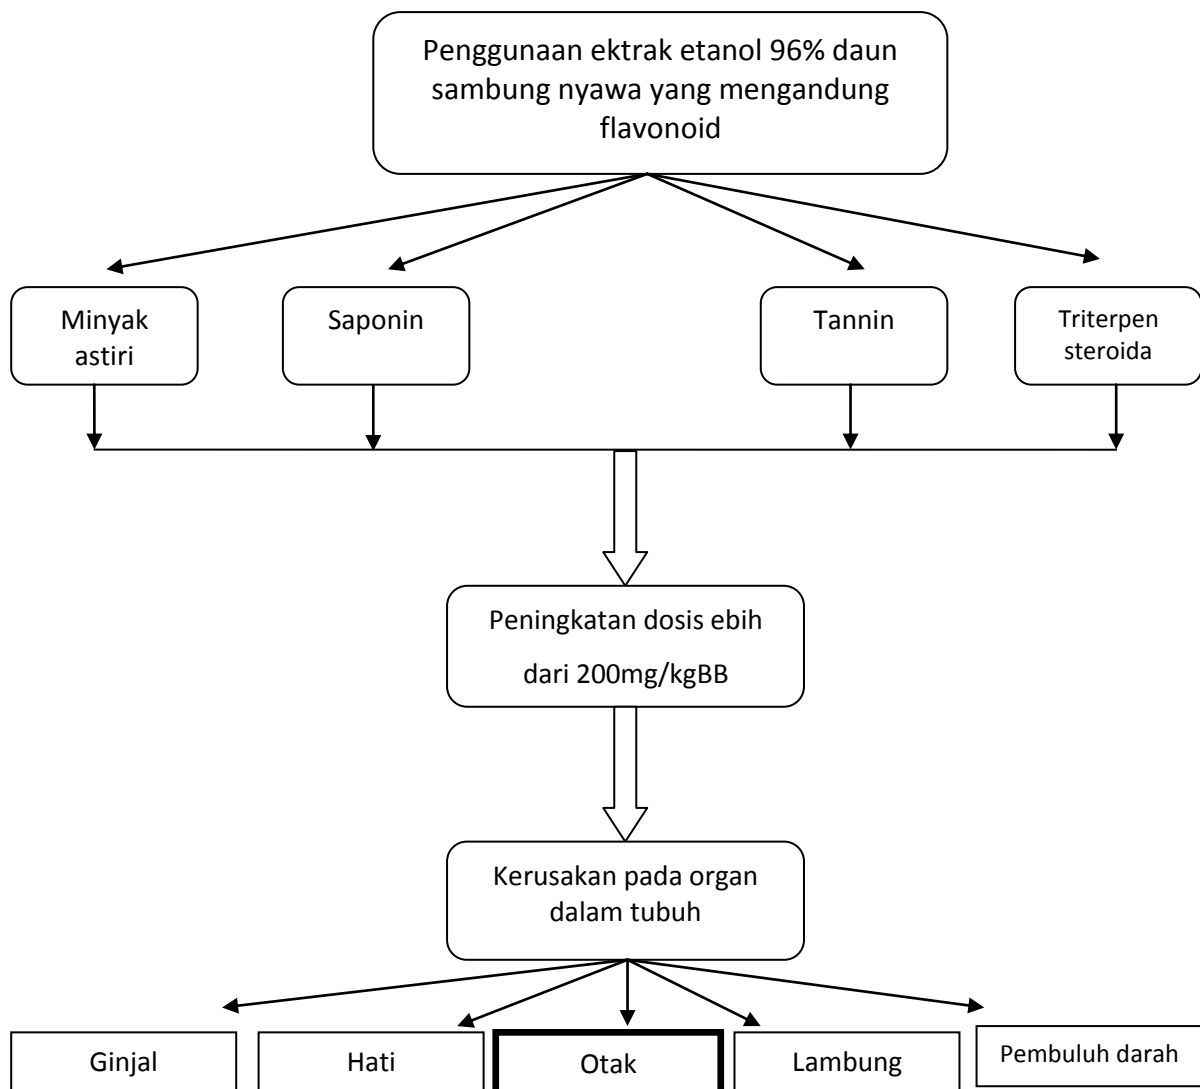 Penggunaan ektrak etanol 96% daun
sambung nyawa yang mengandung
flavonoid
Minyak
astiri
Saponin
Tannin
Triterpen
steroida
Peningkatan dosis ebih
dari 200mg/kgBB
Kerusakan pada organ
dalam tubuh
Ginjal
Hati
Otak
Lambung
Pembuluh darah